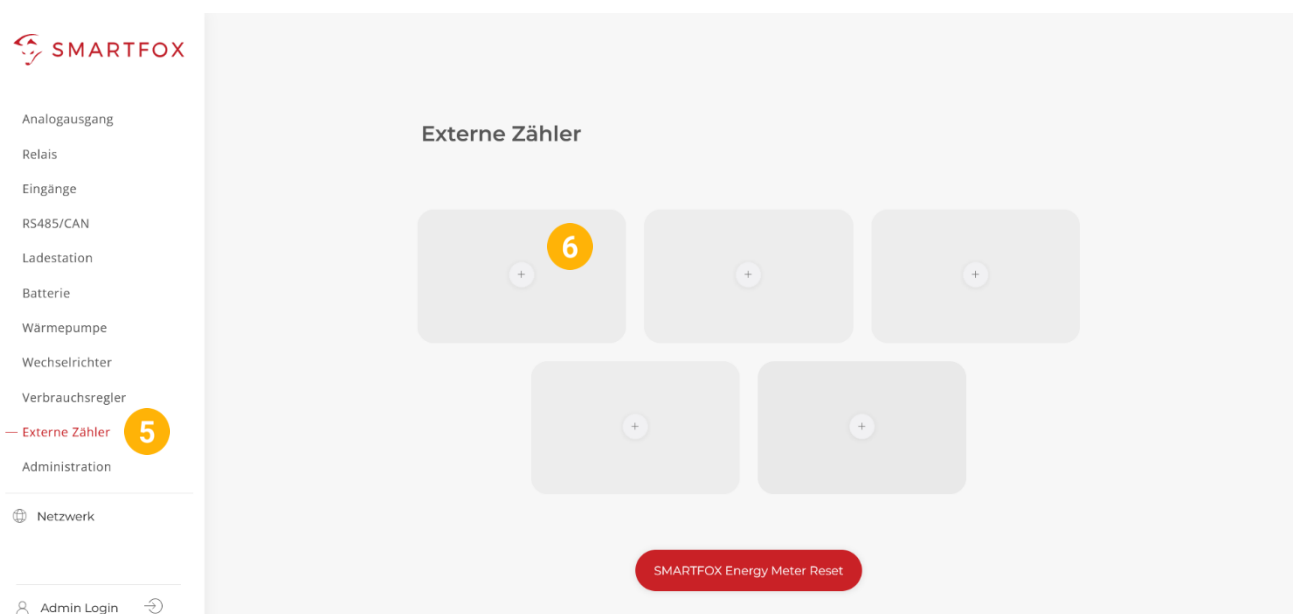 SMARTFOX
Analogausgang
Relais
Eingänge
RS485/CAN
Ladestation
Batterie
Wärmepumpe
Wechselrichter
Verbrauchsregler
Externe Zähler
5
Administration
Netzwerk
Admin Login
Externe Zähler
+
6
+
+
+
+
SMARTFOX Energy Meter Reset